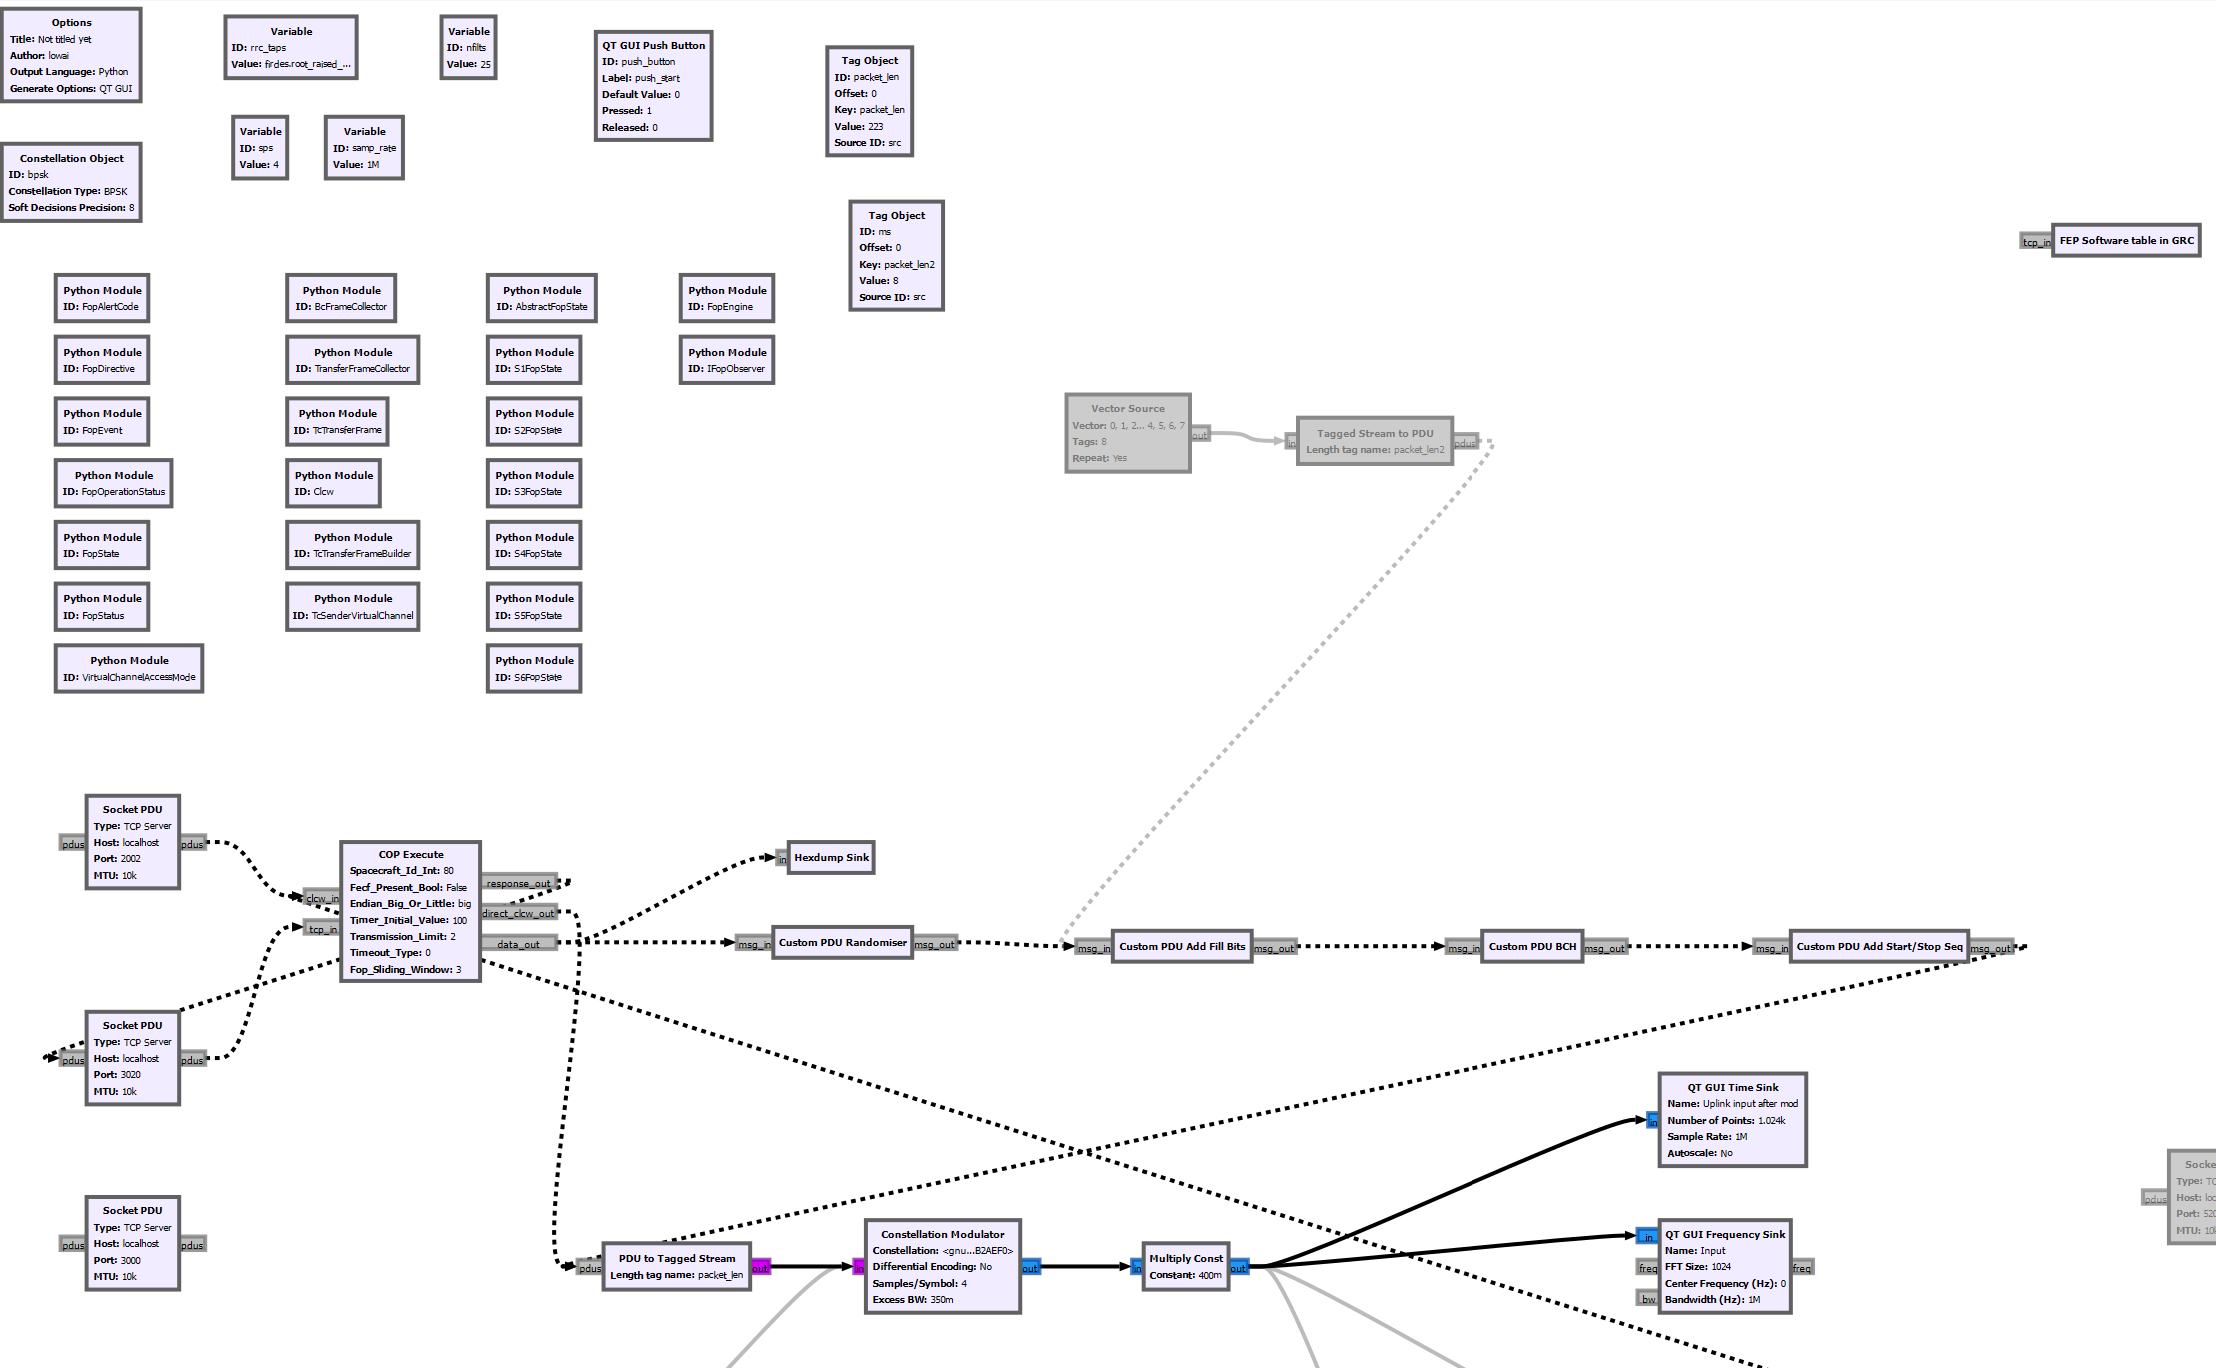 Options
Title: Not titled yet
Author: lowai
Output Language: Python
Generate Options: QT GUI
Variable
ID: rrc_taps
Value: firdes.root_raised_...
Variable
ID: nfilts
Value: 25
QT GUI Push Button
ID: push_button
Label: push_start
Default Value: 0
Pressed: 1
Released: 0
Tag Object
ID: packet_len
Offset: 0
Key: packet_len
Value: 223
Source ID: src
Constellation Object
ID: bpsk
Constellation Type: BPSK
Soft Decisions Precision: 8
Variable
ID: sps
Value: 4
Variable
ID: samp_rate
Value: 1M
Tag Object
ID: ms
Offset: 0
Key: packet_len2
Value: 8
Source ID: src
tcp_in
FEP Software table in GRC
Python Module
ID: FopAlertCode
Python Module
ID: BcFrameCollector
Python Module
ID: AbstractFopState
Python Module
ID: FopEngine
Python Module
ID: FopDirective
Python Module
ID: TransferFrameCollector
Python Module
ID: S1FopState
Python Module
ID: IFopObserver
Python Module
ID: FopEvent
Python Module
ID: TcTransferFrame
Python Module
ID: S2FopState
Python Module
ID: FopOperationStatus
Python Module
ID: Clcw
Python Module
ID: S3FopState
Python Module
ID: FopState
Python Module
ID: TcTransferFrameBuilder
Python Module
ID: S4FopState
Python Module
ID: FopStatus
Python Module
ID: TcSenderVirtualChannel
Python Module
ID: S5FopState
Python Module
ID: VirtualChannelAccessMode
Python Module
ID: S6FopState
Vector Source
Vector: 0, 1, 2... 4, 5, 6, 7
Tags: 8
Repeat: Yes
out
in
Tagged Stream to PDU
Length tag name: packet_len2
pdus
pdus
Socket PDU
Type: TCP Server
Host: localhost
Port: 2002
MTU: 10k
pdus
clcw_in
tcp_in
COP Execute
Spacecraft_Id_Int: 80
Fecf_Present_Bool: False
Endian_Big_Or_Little: big
Timer_Initial_Value: 100
Transmission_Limit: 2
Timeout_Type: 0
Fop_Sliding_Window: 3
response_out
direct_clcw_out
data_out
in
Hexdump Sink
msg_in
Custom PDU Randomiser
msg_out
msg_in
Custom PDU Add Fill Bits
msg_out
msg_in
Custom PDU BCH
msg_out
msg_in
Custom PDU Add Start/Stop Seq
msg_out
pdus
Socket PDU
Type: TCP Server
Host: localhost
Port: 3020
MTU: 10k
pdus
in
QT GUI Time Sink
Name: Uplink input after mod
Number of Points: 1.024k
Sample Rate: 1M
Autoscale: No
pdus
Socket PDU
Type: TCP Server
Host: localhost
Port: 3000
MTU: 10k
pdus
pdus
PDU to Tagged Stream
Length tag name: packet_len
out
in
Constellation Modulator
Constellation: <gnu...B2AEF0>
Differential Encoding: No
Samples/Symbol: 4
Excess BW: 350m
out
in
Multiply Const
Constant: 400m
out
in
freq
bw
QT GUI Frequency Sink
Name: Input
FFT Size: 1024
Center Frequency (Hz): 0
Bandwidth (Hz): 1M
freq
pdus
Socke
Type: TC
Host: loc
Port: 520
MTU: 10